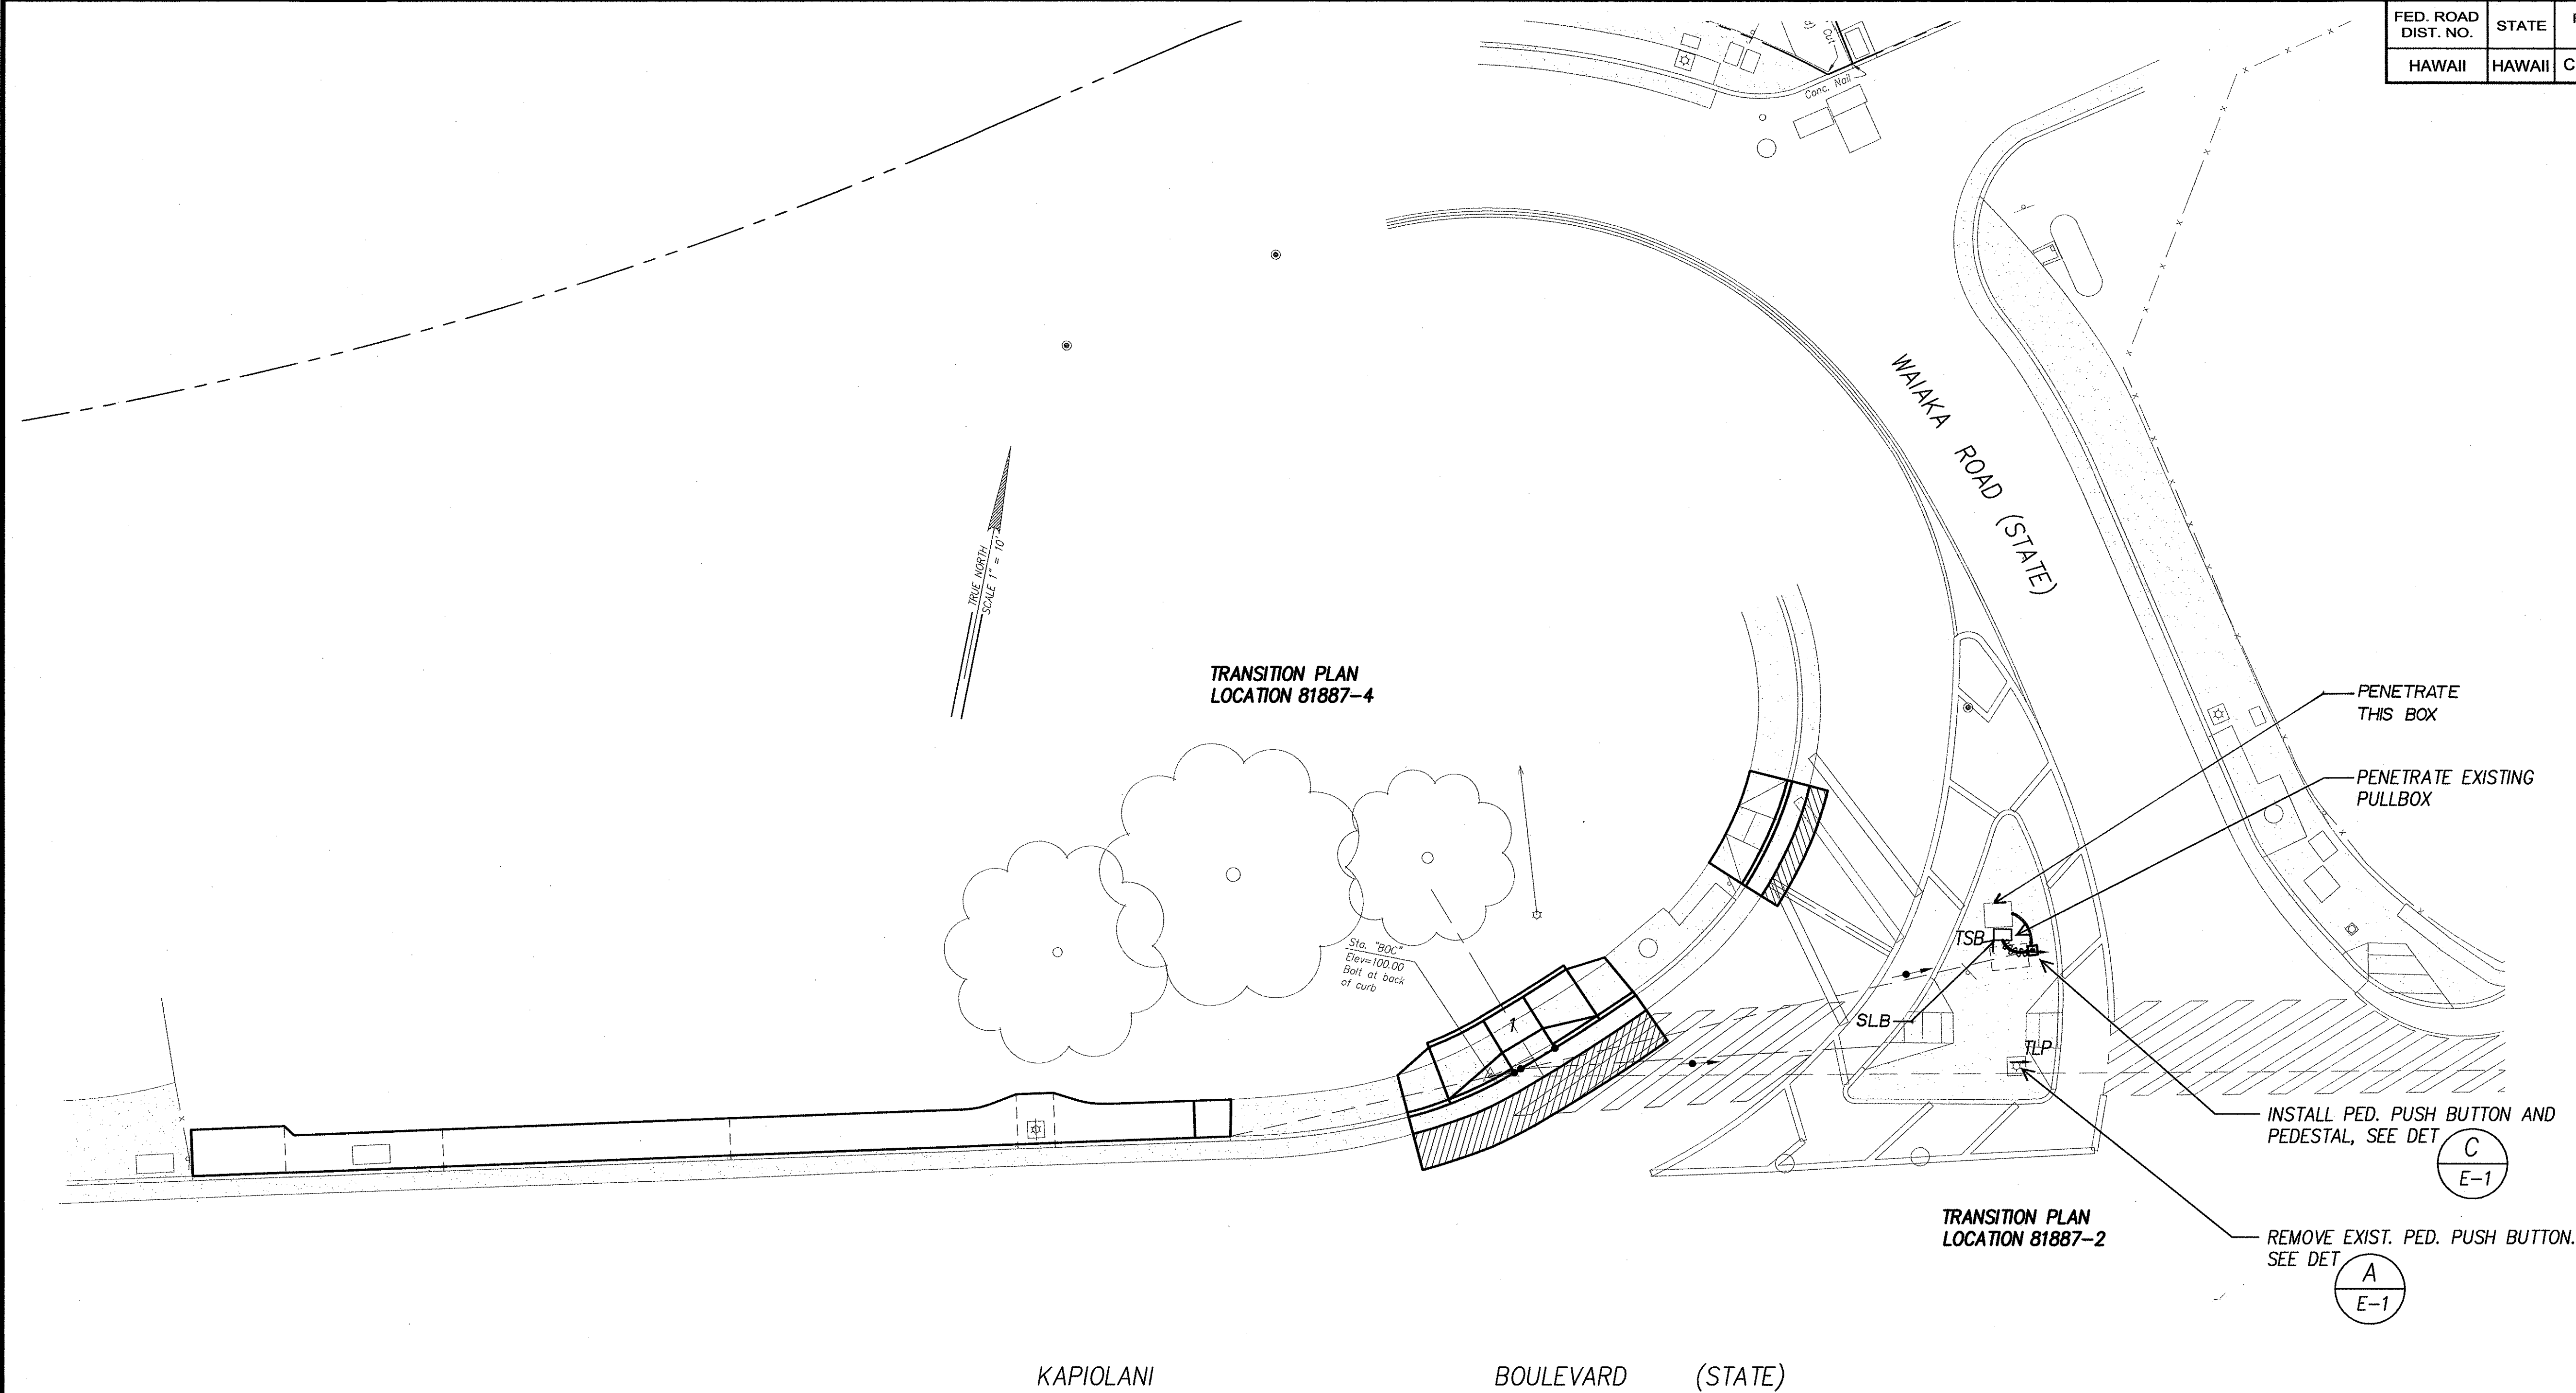 FED. ROAD
DIST. NO.
STATE
HAWAII
HAWAII
Cut
Conc. Nail
WAIAKA ROAD (STATE)
TRUE NORTH
SCALE 1" = 10'
TRANSITION PLAN
LOCATION 81887-4
PENETRATE
THIS BOX
PENETRATE EXISTING
PULLBOX
Sta. "BOC"
Elev=100.00
Bolt at back
of curb
1
TSB
SLB
TLP
INSTALL PED. PUSH BUTTON AND
PEDESTAL, SEE DET
C
E-1
TRANSITION PLAN
LOCATION 81887-2
REMOVE EXIST. PED. PUSH BUTTON.
SEE DET
A
E-1
KAPIOLANI BOULEVARD (STATE)